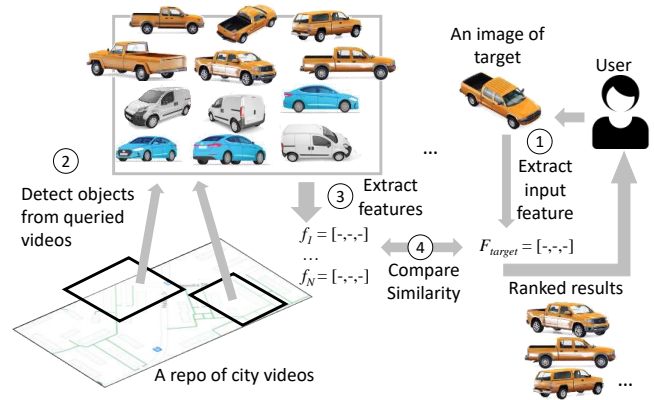 An image of
target
User
...
1
Extract
input
feature
2
Detect objects
from queried
videos
3
Extract
features
f1 = [-,-,-]
...
fN = [-,-,-]
4
Compare
Similarity
Ftarget = [-,-,-]
Ranked results
...
A repo of city videos